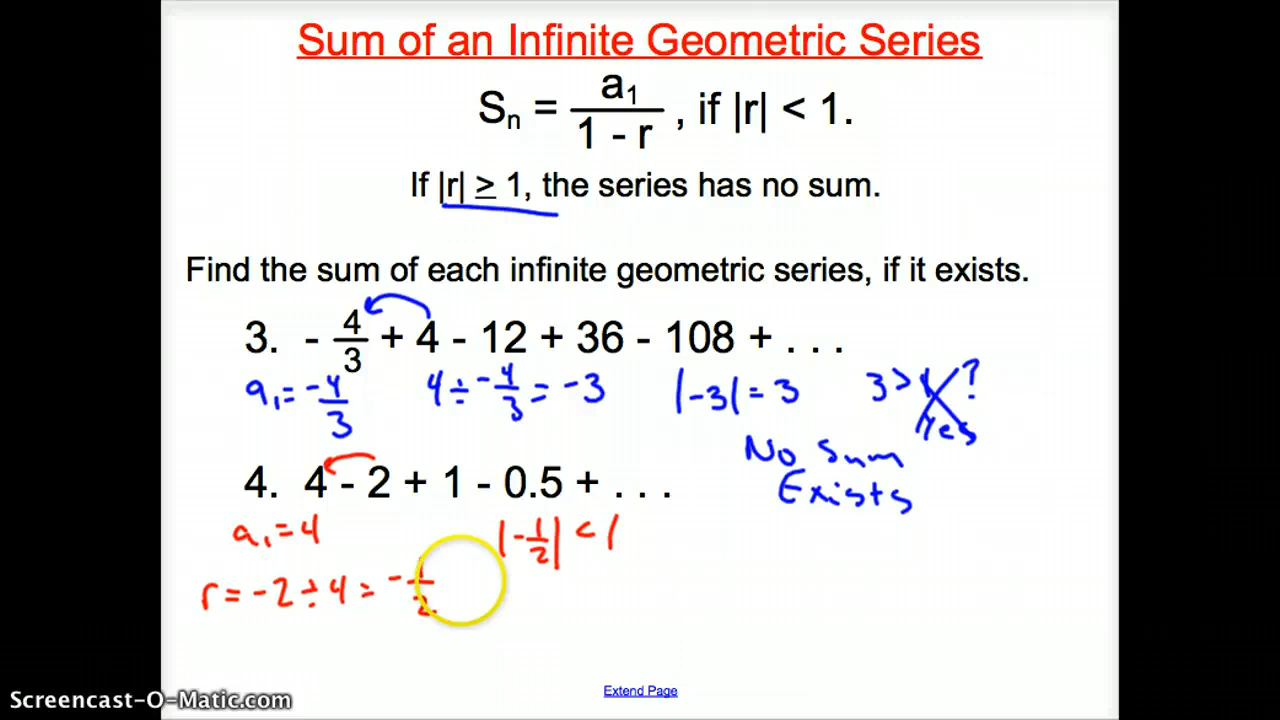 Sum of an Infinite Geometric Series
Sn = a1 / 1 - r , if |r| < 1.
If |r| ≥ 1, the series has no sum.
Find the sum of each infinite geometric series, if it exists.
3. - 4/3 + 4 - 12 + 36 - 108 + . . .
a1 = -4/3 4 ÷ -4/3 = -3 |-3| = 3 3 > 1 ?
Yes
No Sum
Exists
4. 4 - 2 + 1 - 0.5 + . . .
a1 = 4 |-1/2| < 1
r = -2 ÷ 4 = -1/2
Extend Page
Screencast-O-Matic.com